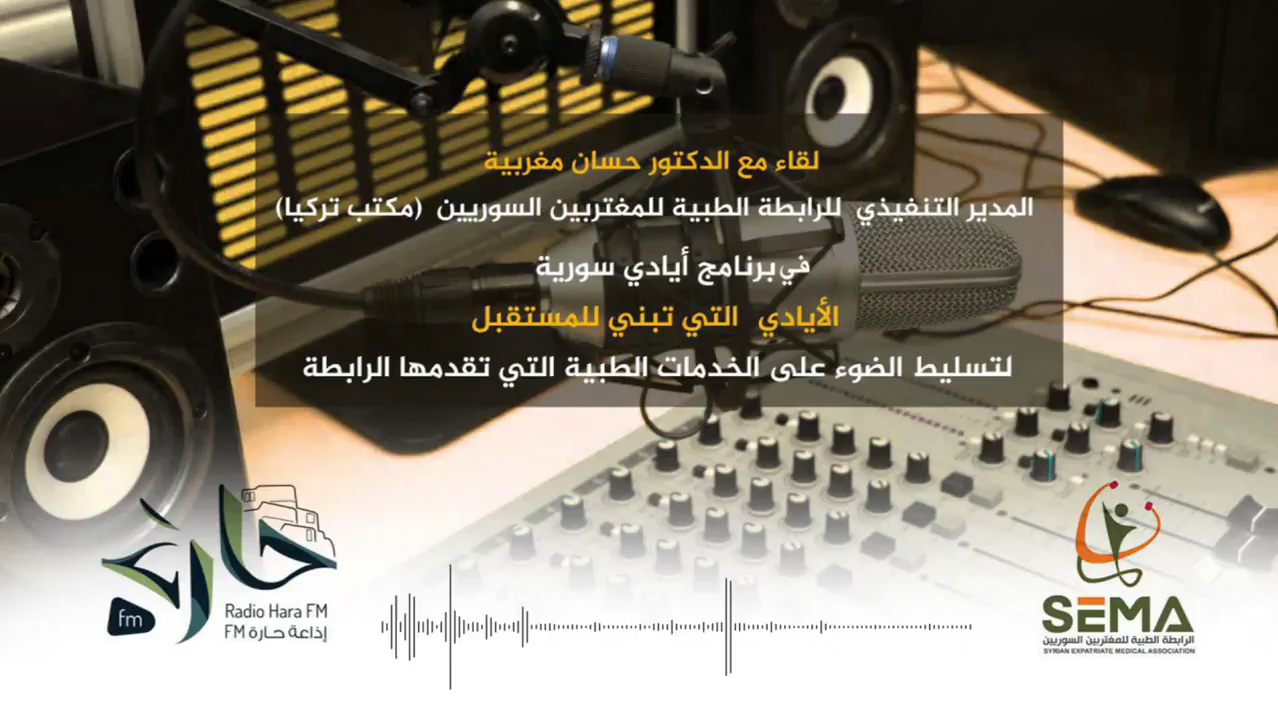 لقاء مع الدكتور حسان مغربية
المدير التنفيذي للرابطة الطبية للمغتربين السوريين (مكتب تركيا)
في برنامج أيادي سورية
الأيادي التي تبني للمستقبل
لتسليط الضوء على الخدمات الطبية التي تقدمها الرابطة
حارة
fm
Radio Hara FM
إذاعة حارة FM
SEMA
الرابطة الطبية للمغتربين السوريين
SYRIAN EXPATRIATE MEDICAL ASSOCIATION